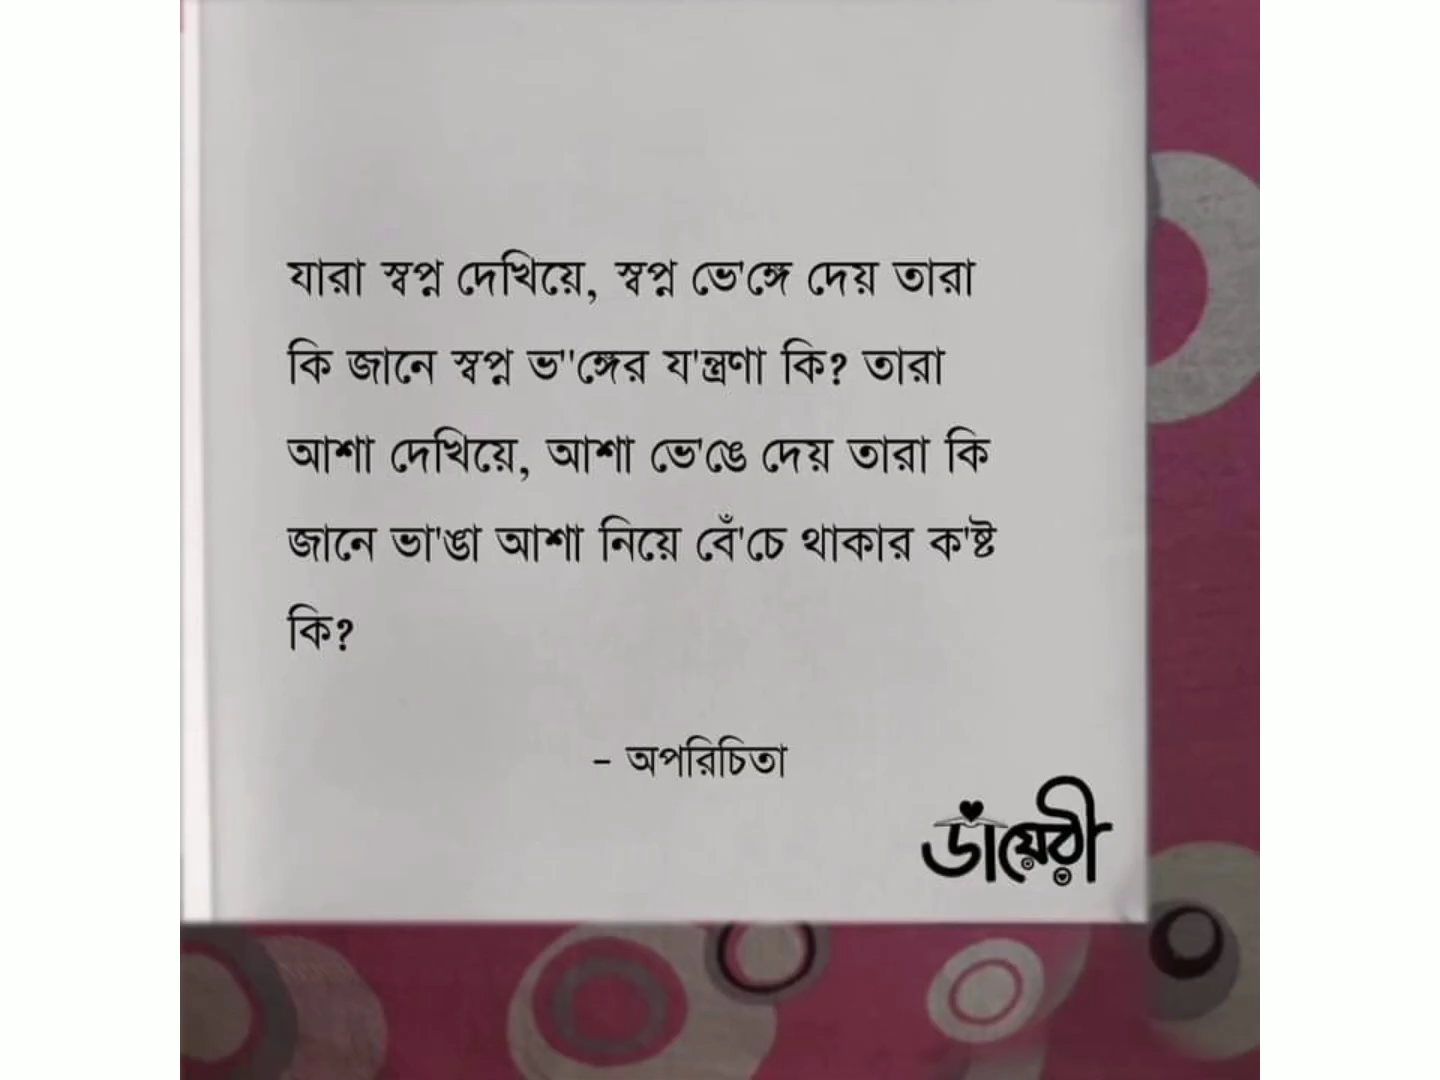 যারা স্বপ্ন দেখিয়ে, স্বপ্ন ভে'ঙ্গে দেয় তারা
কি জানে স্বপ্ন ভ"ঙ্গের য'ন্ত্রণা কি? তারা
আশা দেখিয়ে, আশা ভে'ঙে দেয় তারা কি
জানে ভা'ঙা আশা নিয়ে বেঁ'চে থাকার ক'ষ্ট
কি?
- অপরিচিতা
ডায়েরী